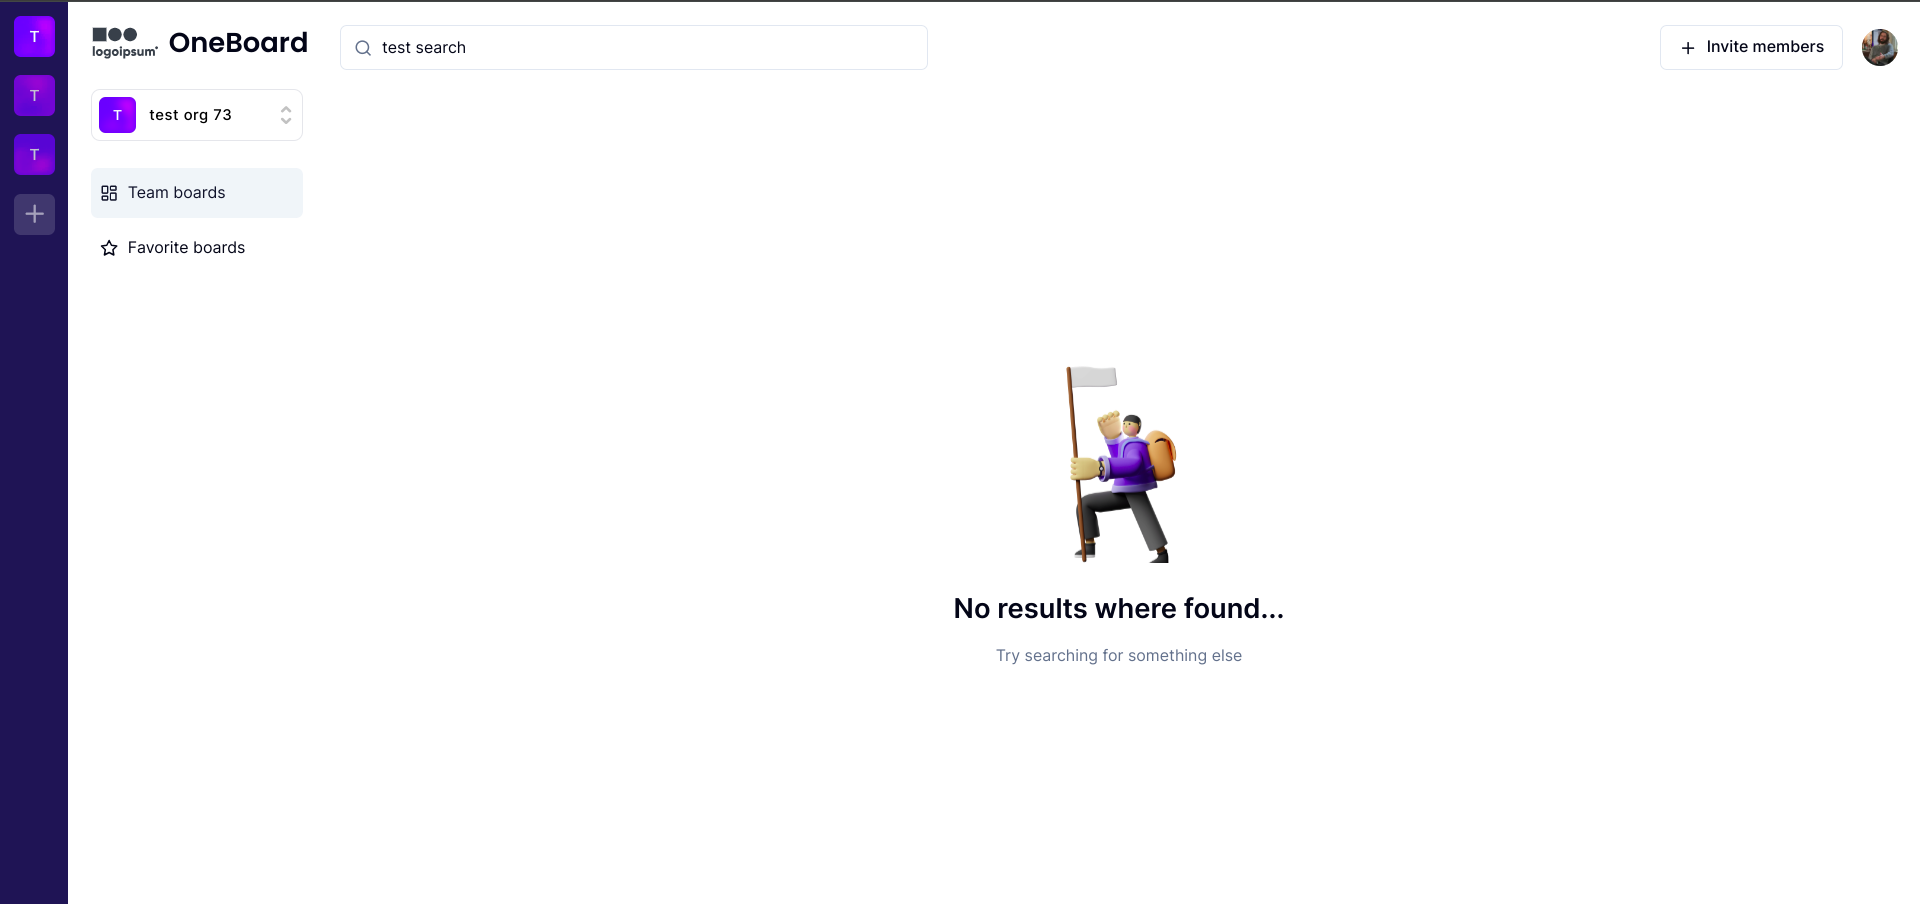 T
T
T
logoipsum
OneBoard
test search
Invite members
T
test org 73
Team boards
Favorite boards
No results where found...
Try searching for something else